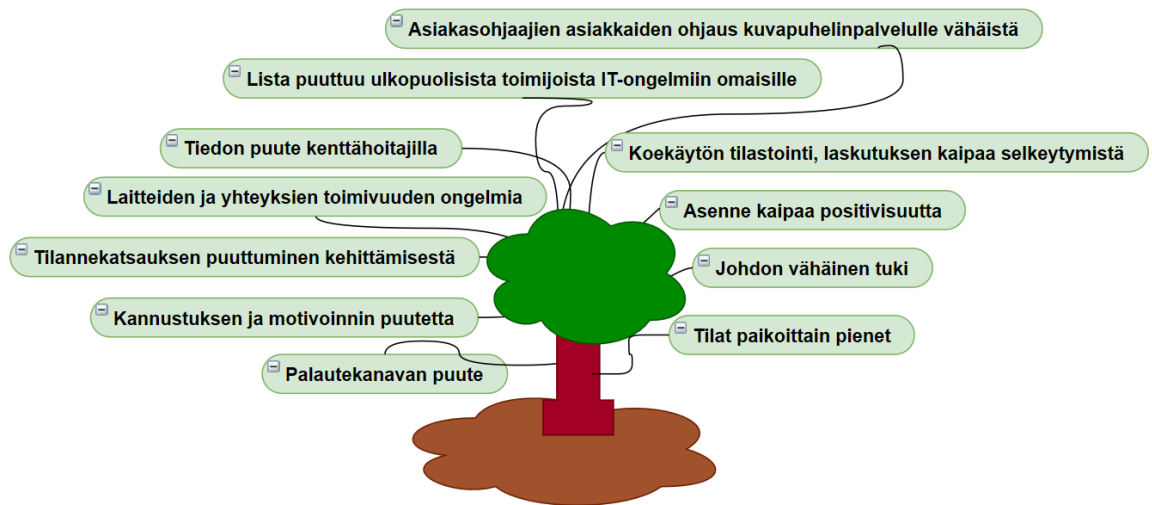 Asiakasohjaajien asiakkaiden ohjaus kuvapuhelinpalvelulle vähäistä
Lista puuttuu ulkopuolisista toimijoista IT-ongelmiin omaisille
Tiedon puute kenttähoitajilla
Koekäytön tilastointi, laskutuksen kaipaa selkeytymistä
Laitteiden ja yhteyksien toimivuuden ongelmia
Asenne kaipaa positivisuutta
Tilannekatsauksen puuttuminen kehittämisestä
Johdon vähäinen tuki
Kannustuksen ja motivoinnin puutetta
Tilat paikoittain pienet
Palautekanavan puute